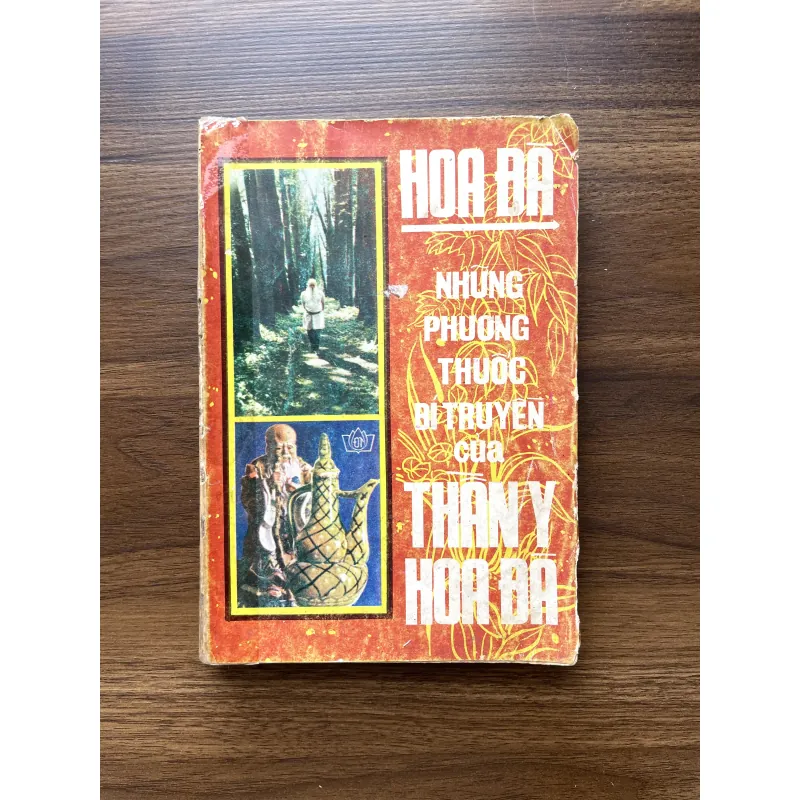 HOA ĐÀ
NHỮNG
PHƯƠNG
THUỐC
BÍ TRUYỀN
của
THẦN Y
HOA ĐÀ